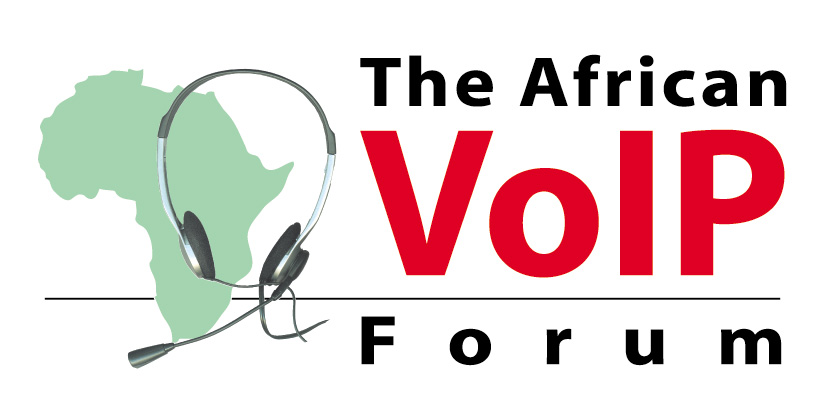 The African
VoIP
Forum